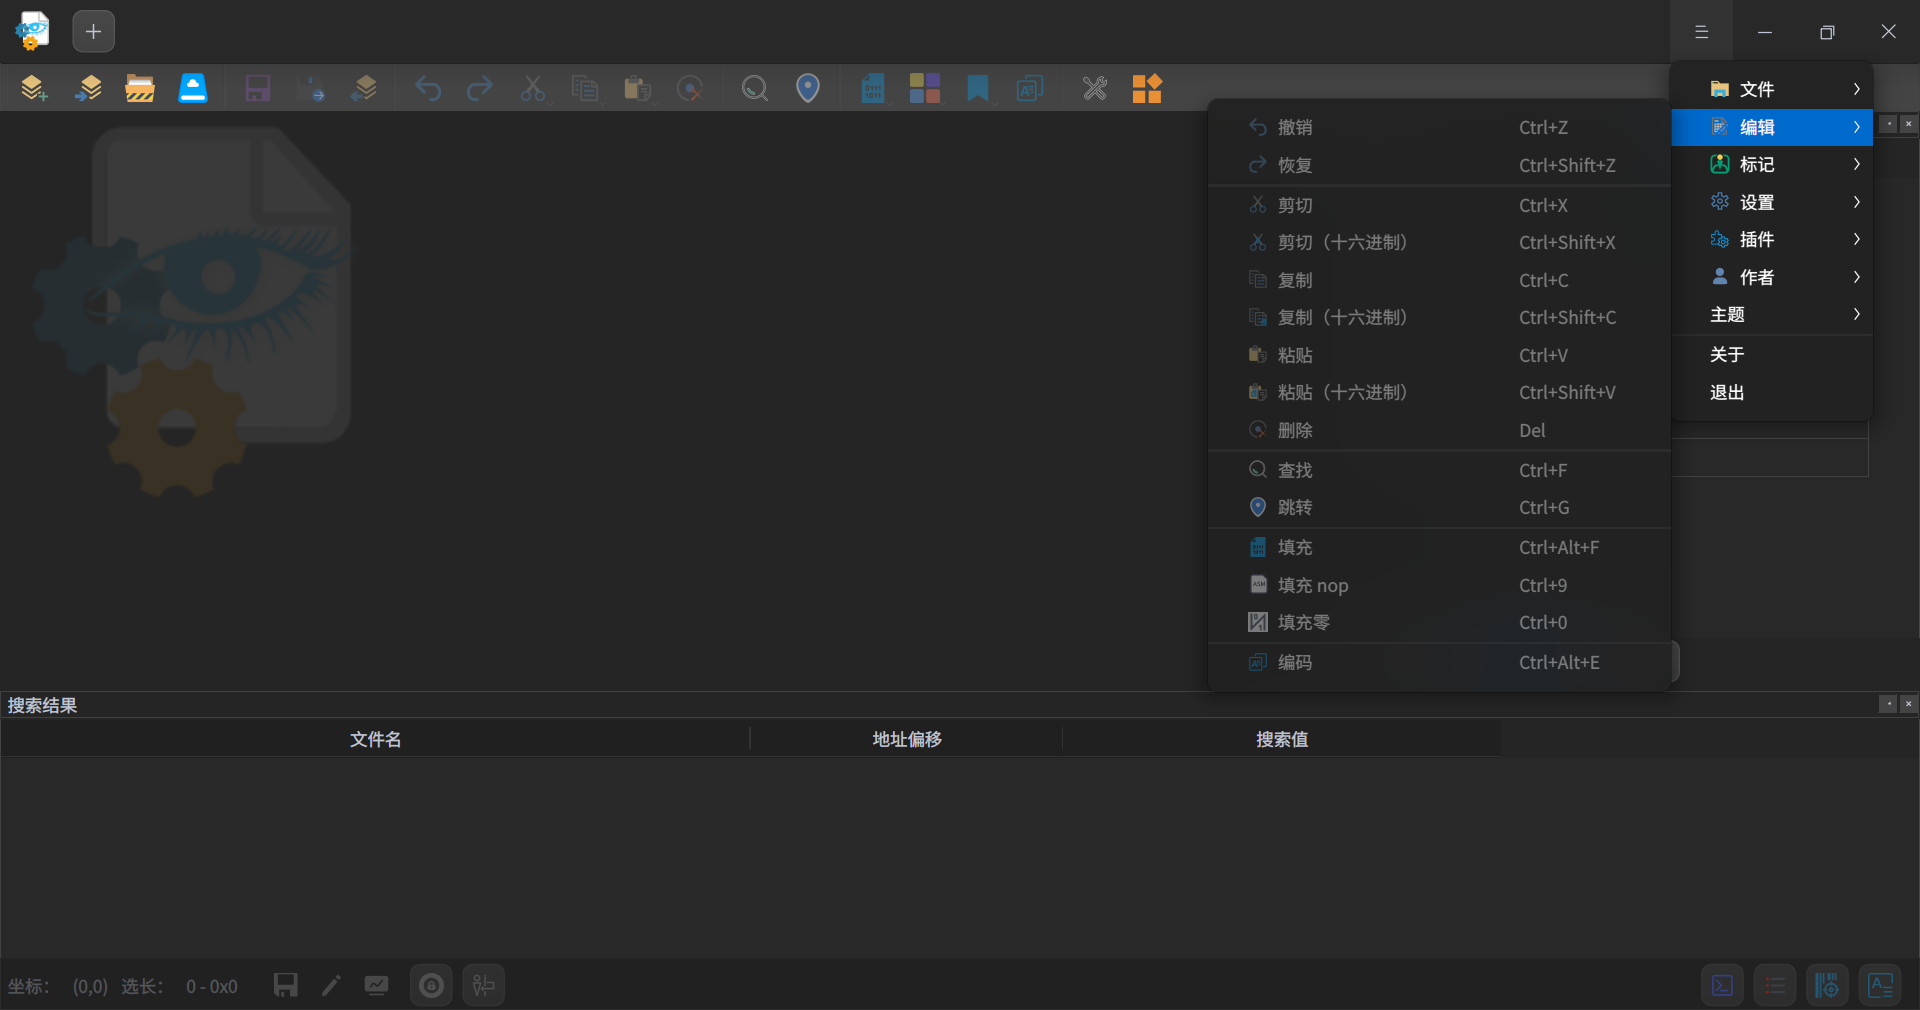 文件
编辑
标记
设置
插件
作者
主题
关于
退出
撤销 Ctrl+Z
恢复 Ctrl+Shift+Z
剪切 Ctrl+X
剪切（十六进制） Ctrl+Shift+X
复制 Ctrl+C
复制（十六进制） Ctrl+Shift+C
粘贴 Ctrl+V
粘贴（十六进制） Ctrl+Shift+V
删除 Del
查找 Ctrl+F
跳转 Ctrl+G
填充 Ctrl+Alt+F
填充 nop Ctrl+9
填充零 Ctrl+0
编码 Ctrl+Alt+E
搜索结果
文件名 地址偏移 搜索值
坐标： (0,0) 选长： 0 - 0x0